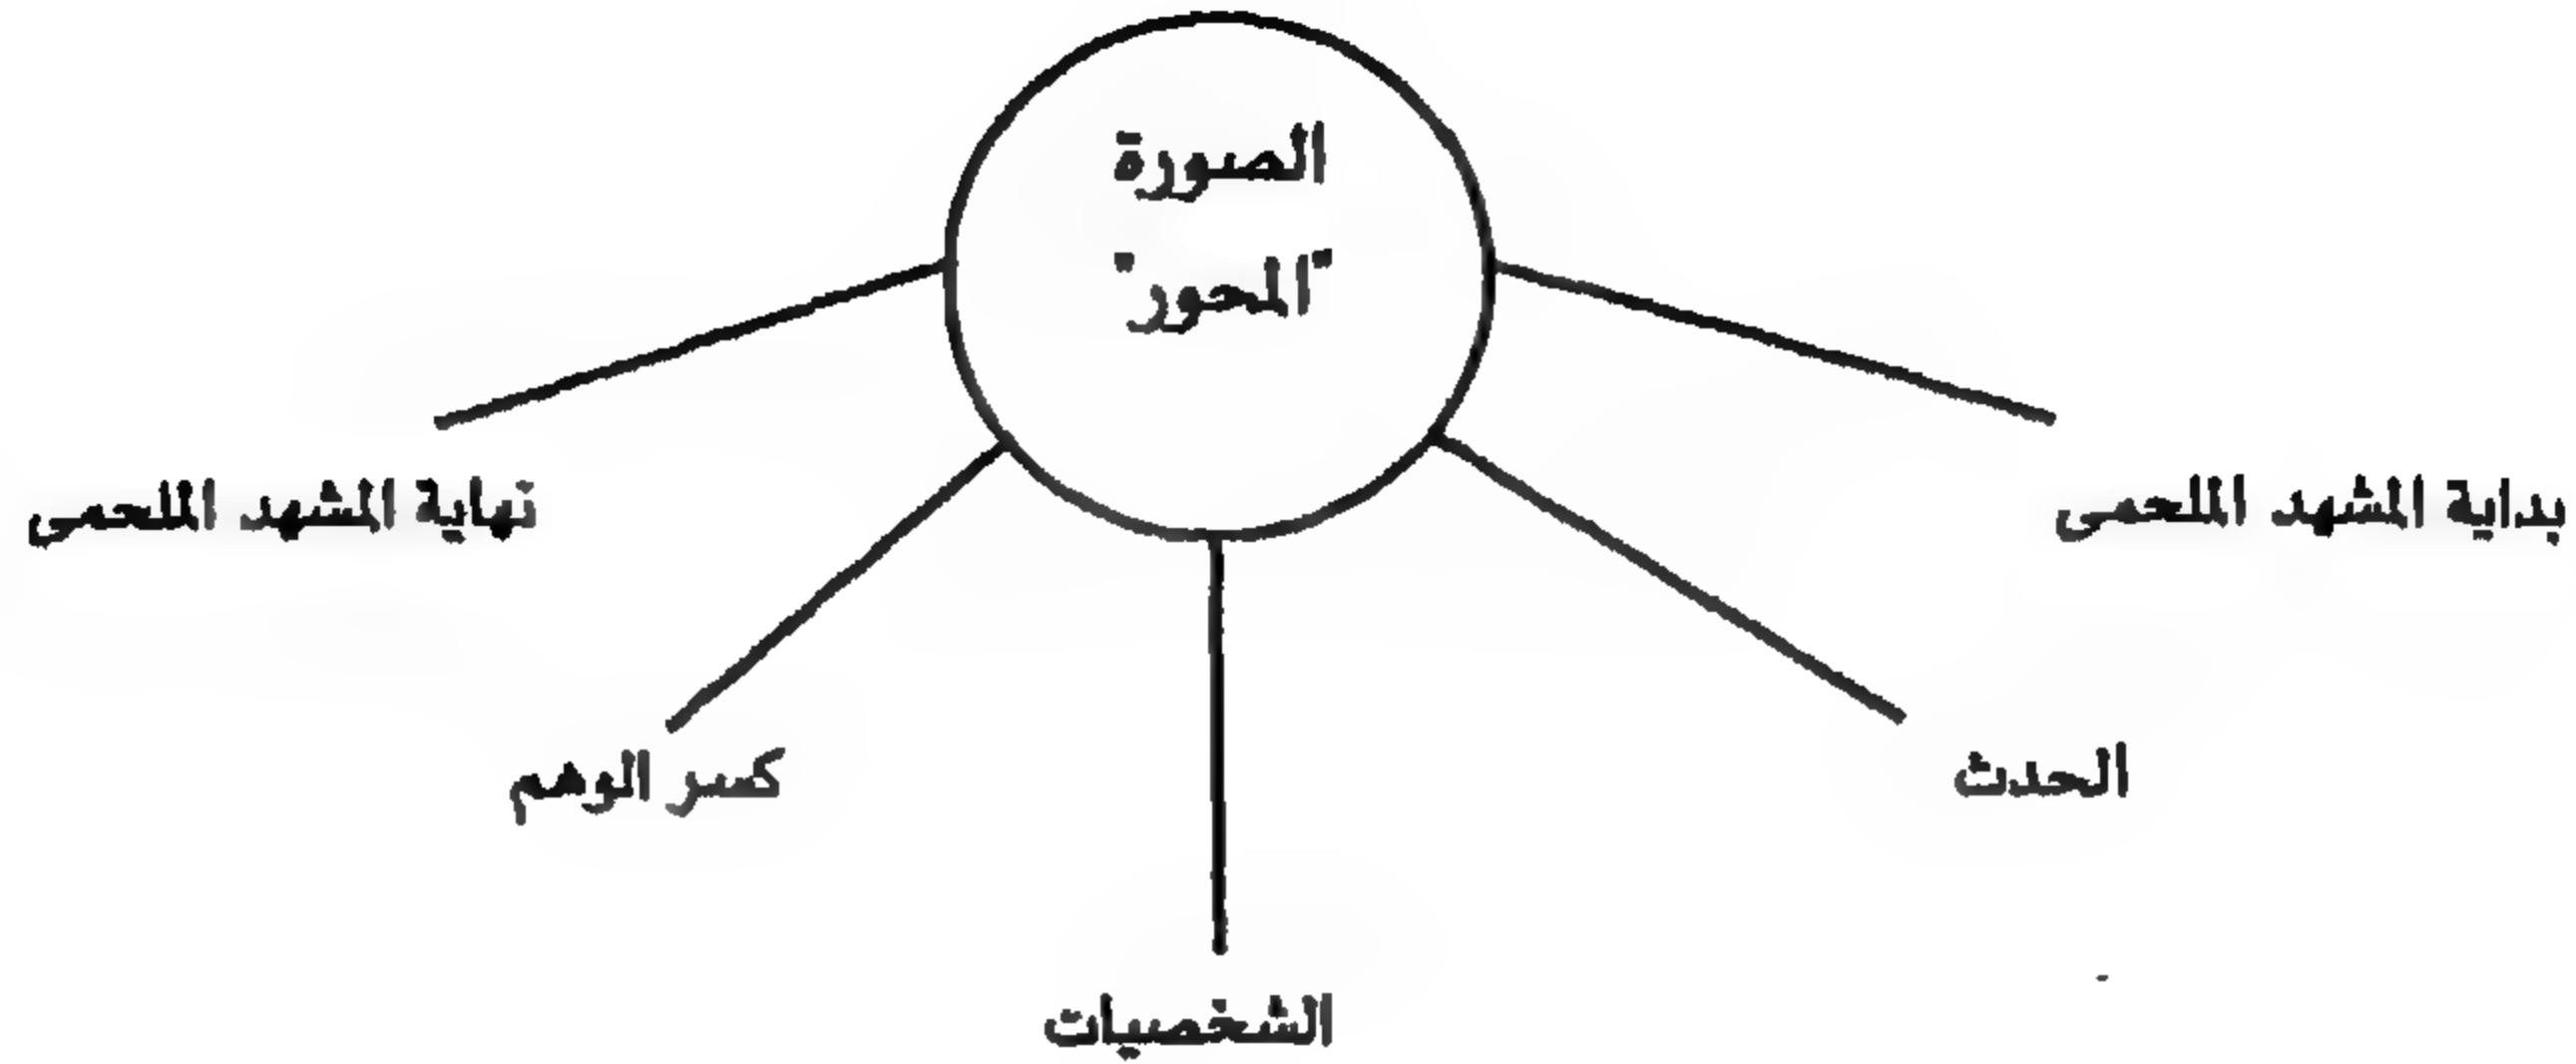 الصورة
"المحور"
بداية المشهد الملحمى
نهاية المشهد الملحمى
الحدث
كسر الوهم
الشخصيات